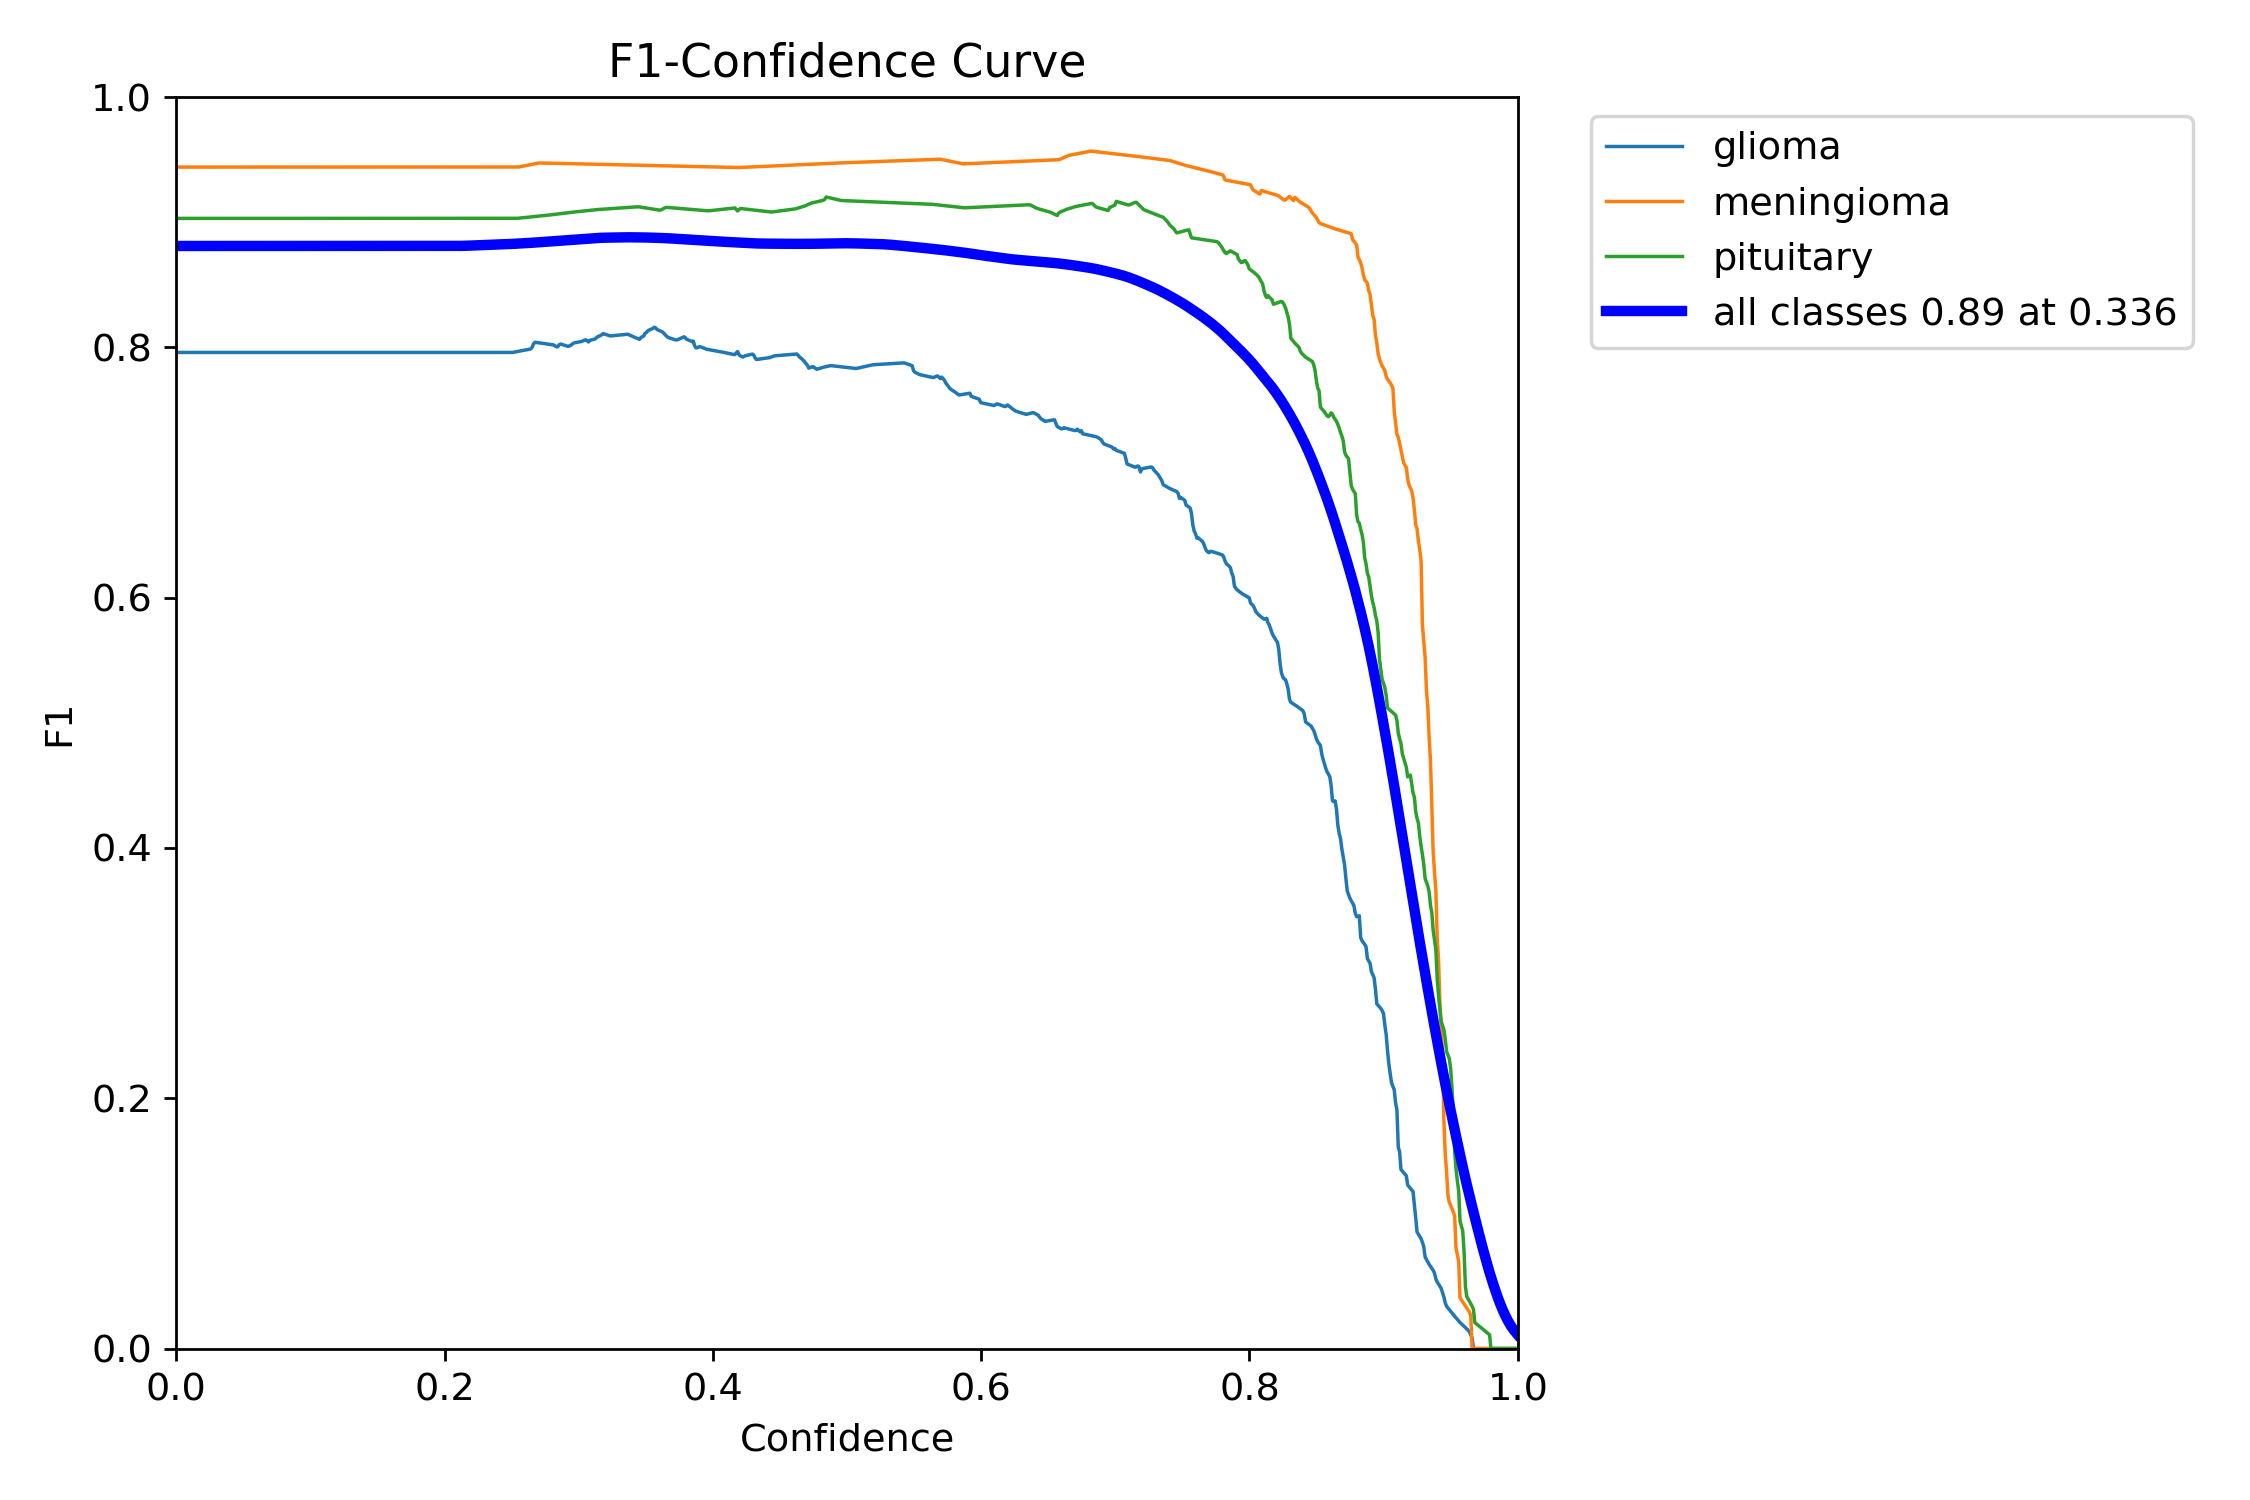 F1-Confidence Curve
1.0
0.8
0.6
0.4
0.2
0.0
F1
0.0 0.2 0.4 0.6 0.8 1.0
Confidence
glioma
meningioma
pituitary
all classes 0.89 at 0.336